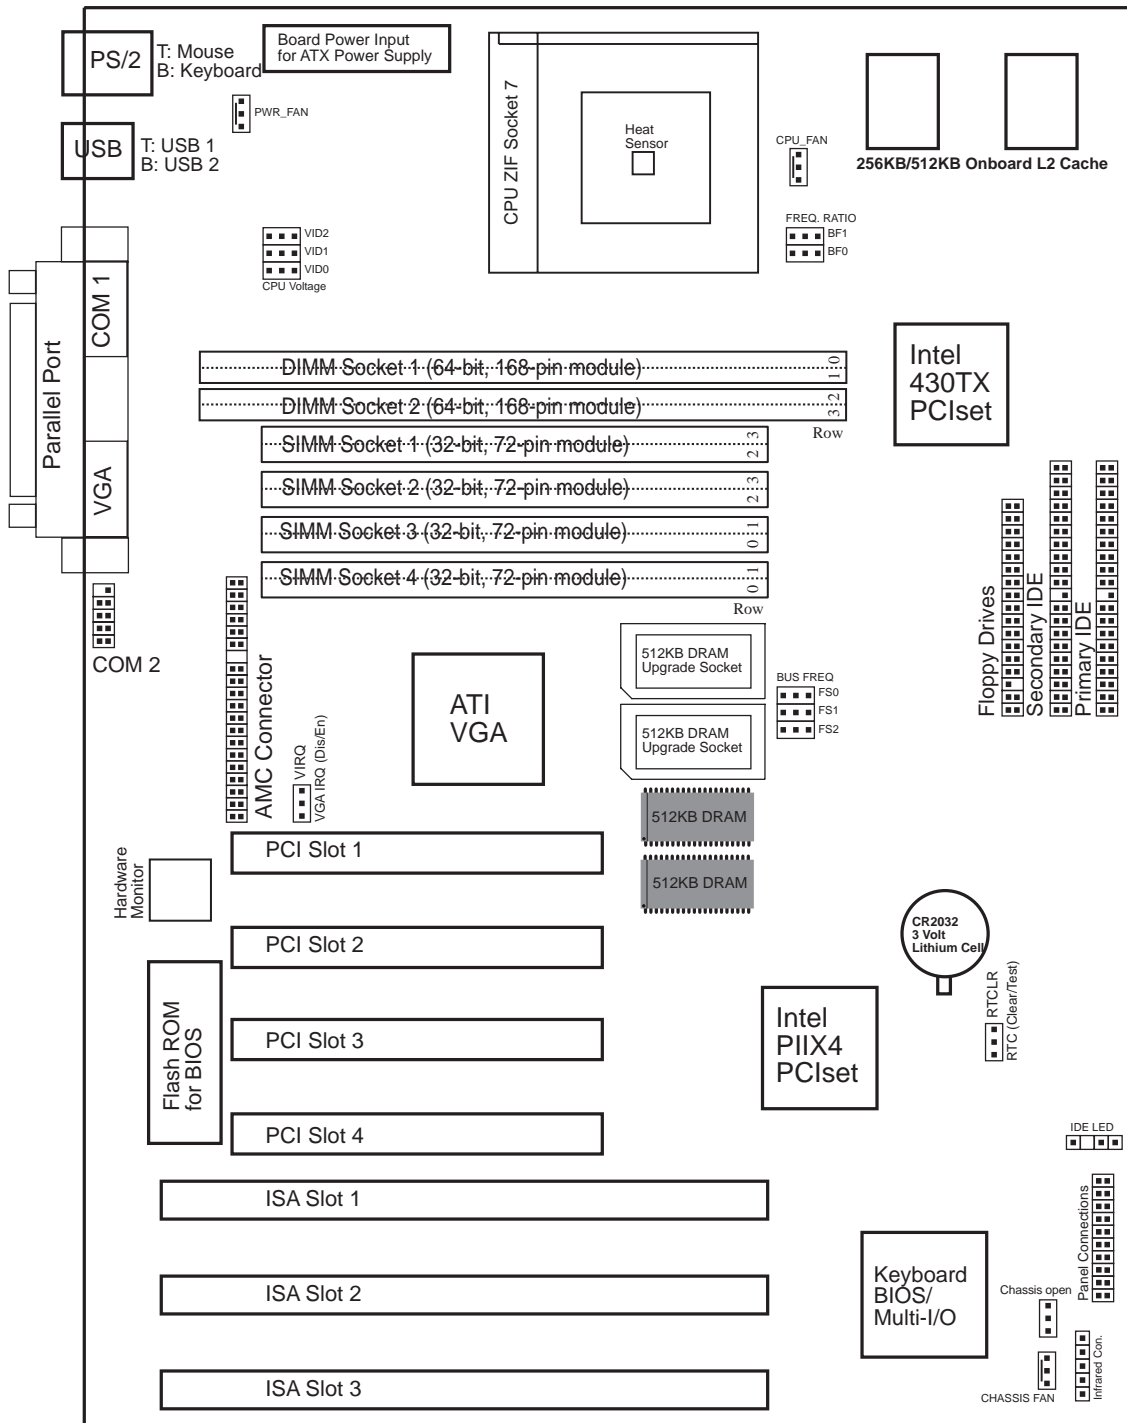 PS/2
T: Mouse
B: Keyboard
Board Power Input
for ATX Power Supply
PWR_FAN
USB
T: USB 1
B: USB 2
CPU ZIF Socket 7
Heat
Sensor
CPU_FAN
256KB/512KB Onboard L2 Cache
FREQ. RATIO
BF1
BF0
VID2
VID1
VID0
CPU Voltage
COM 1
Parallel Port
VGA
DIMM Socket 1 (64-bit, 168-pin module)
1 0
DIMM Socket 2 (64-bit, 168-pin module)
3 2
Row
SIMM Socket 1 (32-bit, 72-pin module)
2 3
SIMM Socket 2 (32-bit, 72-pin module)
2 3
SIMM Socket 3 (32-bit, 72-pin module)
0 1
SIMM Socket 4 (32-bit, 72-pin module)
0 1
Row
Intel
430TX
PCIset
Floppy Drives
Secondary IDE
Primary IDE
COM 2
AMC Connector
VIRQ
VGA IRQ (Dis/En)
ATI
VGA
512KB DRAM
Upgrade Socket
512KB DRAM
Upgrade Socket
BUS FREQ
FS0
FS1
FS2
512KB DRAM
512KB DRAM
Hardware
Monitor
PCI Slot 1
PCI Slot 2
PCI Slot 3
PCI Slot 4
Flash ROM
for BIOS
CR2032
3 Volt
Lithium Cell
RTCLR
RTC (Clear/Test)
Intel
PIIX4
PCIset
IDE LED
ISA Slot 1
ISA Slot 2
ISA Slot 3
Keyboard
BIOS/
Multi-I/O
Panel Connections
Chassis open
CHASSIS FAN
Infrared Con.